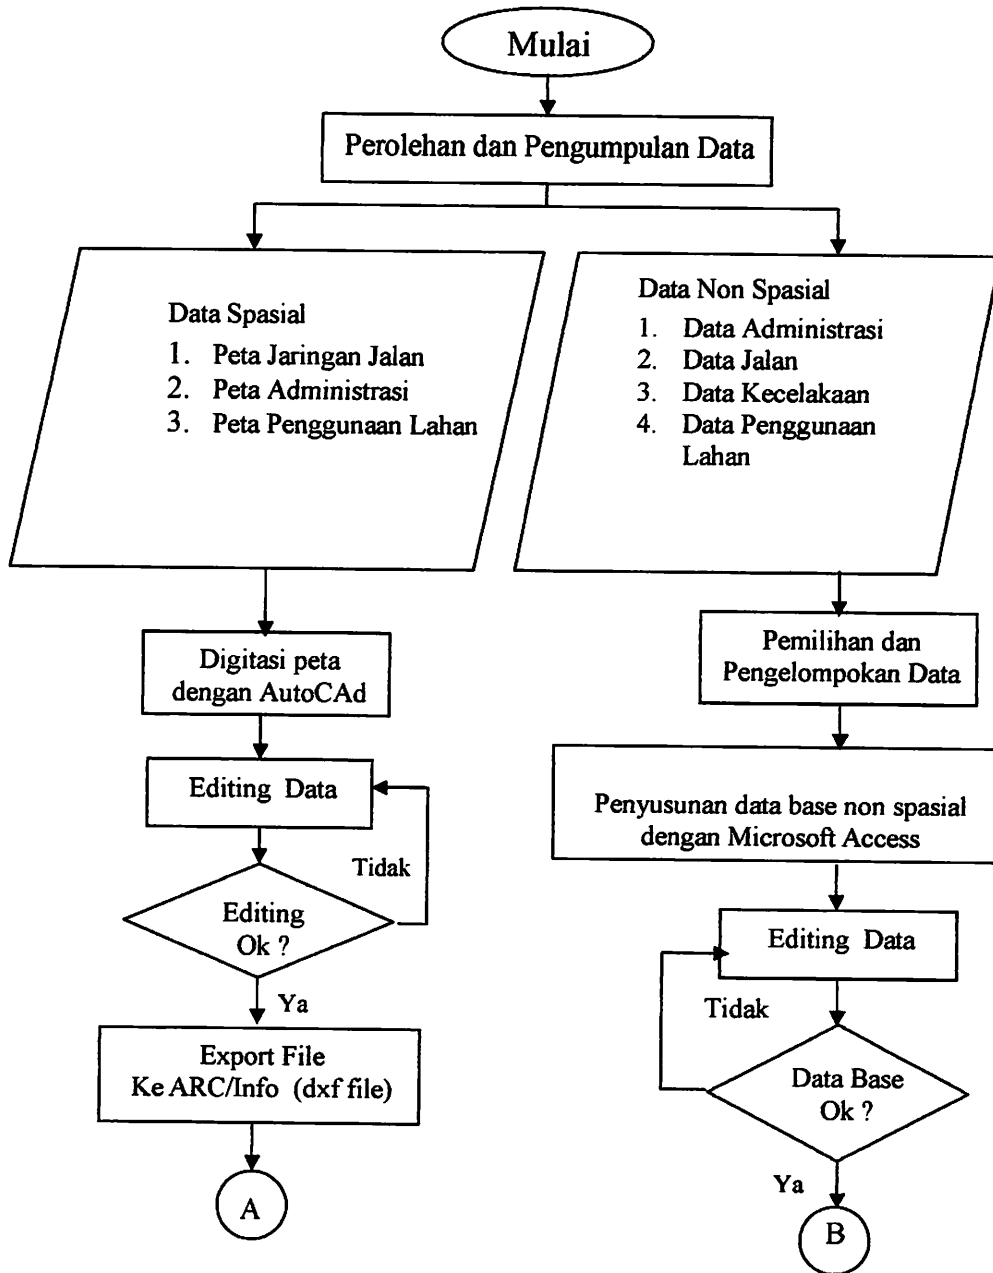 Mulai
Perolehan dan Pengumpulan Data
Data Spasial
1. Peta Jaringan Jalan
2. Peta Administrasi
3. Peta Penggunaan Lahan
Data Non Spasial
1. Data Administrasi
2. Data Jalan
3. Data Kecelakaan
4. Data Penggunaan
Lahan
Digitasi peta
dengan AutoCAd
Editing Data
Tidak
Editing
Ok ?
Ya
Export File
Ke ARC/Info (dxf file)
A
Pemilihan dan
Pengelompokan Data
Penyusunan data base non spasial
dengan Microsoft Access
Editing Data
Tidak
Data Base
Ok ?
Ya
B